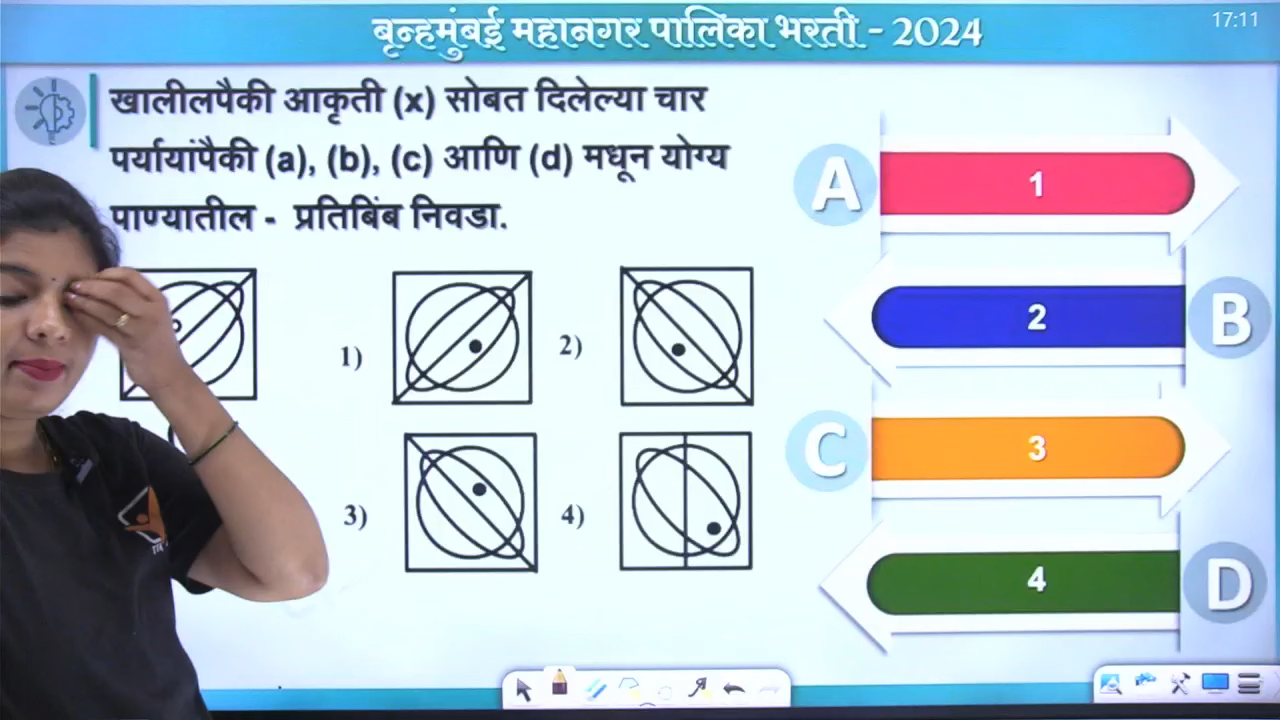 बृन्हमुंबई महानगर पालिका भरती - 2024
17:11
खालीलपैकी आकृती (x) सोबत दिलेल्या चार
पर्यायांपैकी (a), (b), (c) आणि (d) मधून योग्य
पाण्यातील - प्रतिबिंब निवडा.
1)
2)
3)
4)
A
1
2
B
C
3
4
D